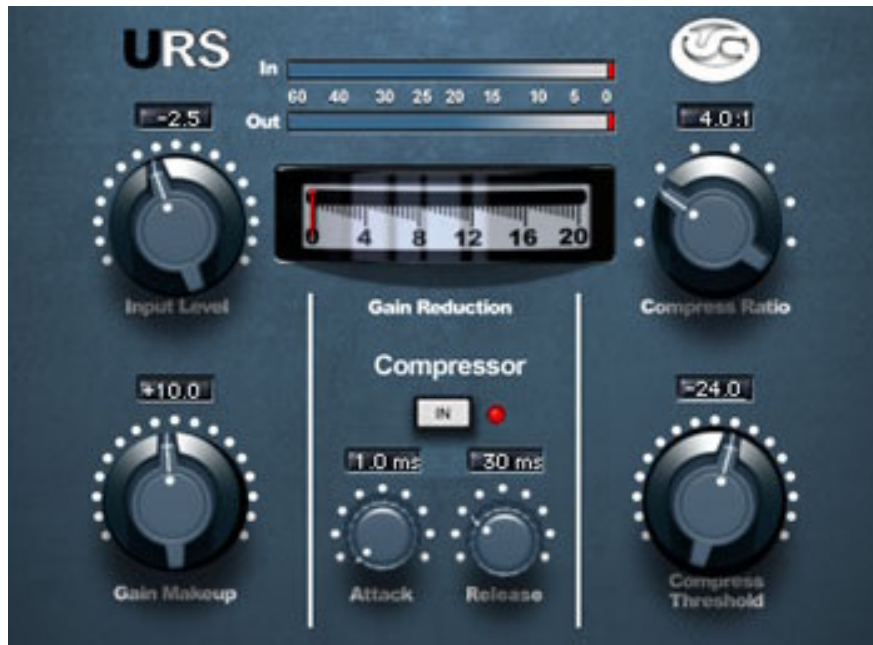 URS
In
60 40 30 25 20 15 10 5 0
Out
-2.5
4.0:1
0 4 8 12 16 20
Input Level
Gain Reduction
Compress Ratio
Compressor
+10.0
IN
-24.0
1.0 ms
30 ms
Gain Makeup
Attack
Release
Compress
Threshold